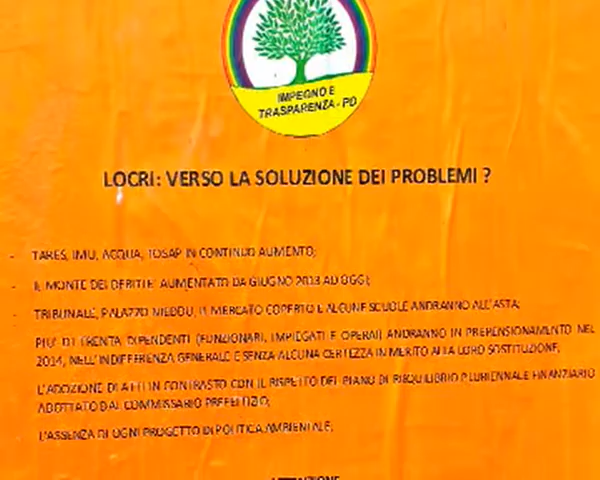 IMPEGNO E
TRASPARENZA - PD
LOCRI: VERSO LA SOLUZIONE DEI PROBLEMI ?
- TARES, IMU, ACQUA, TOSAP IN CONTINUO AUMENTO;
- IL MONTE DEI DEBITI E' AUMENTATO DA GIUGNO 2013 AD OGGI;
- TRIBUNALE, PALAZZO NIEDDU, IL MERCATO COPERTO E ALCUNE SCUOLE ANDRANNO ALL'ASTA;
PIU' DI TRENTA DIPENDENTI (FUNZIONARI, IMPIEGATI E OPERAI) ANDRANNO IN PREPENSIONAMENTO NEL
2014, NELL'INDIFFERENZA GENERALE E SENZA ALCUNA CERTEZZA IN MERITO ALLA LORO SOSTITUZIONE;
L'ADOZIONE DI ATTI IN CONTRASTO CON IL RISPETTO DEL PIANO DI RIEQUILIBRIO PLURIENNALE FINANZIARIO
ADOTTATO DAL COMMISSARIO PREFETTIZIO;
L'ASSENZA DI OGNI PROGETTO DI POLITICA AMBIENTALE.